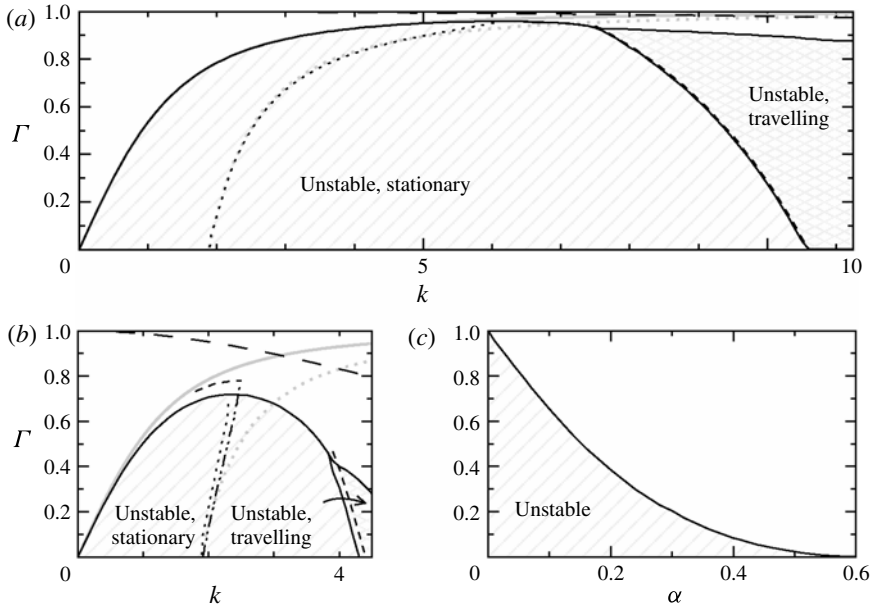 (a)
1.0
0.8
0.6
Γ
0.4
0.2
0
5
10
k
Unstable, stationary
Unstable,
travelling
(b)
1.0
0.8
0.6
Γ
0.4
0.2
0
2
4
k
Unstable,
stationary
Unstable,
travelling
(c)
1.0
0.8
0.6
0.4
0.2
0
0.2
0.4
0.6
α
Unstable